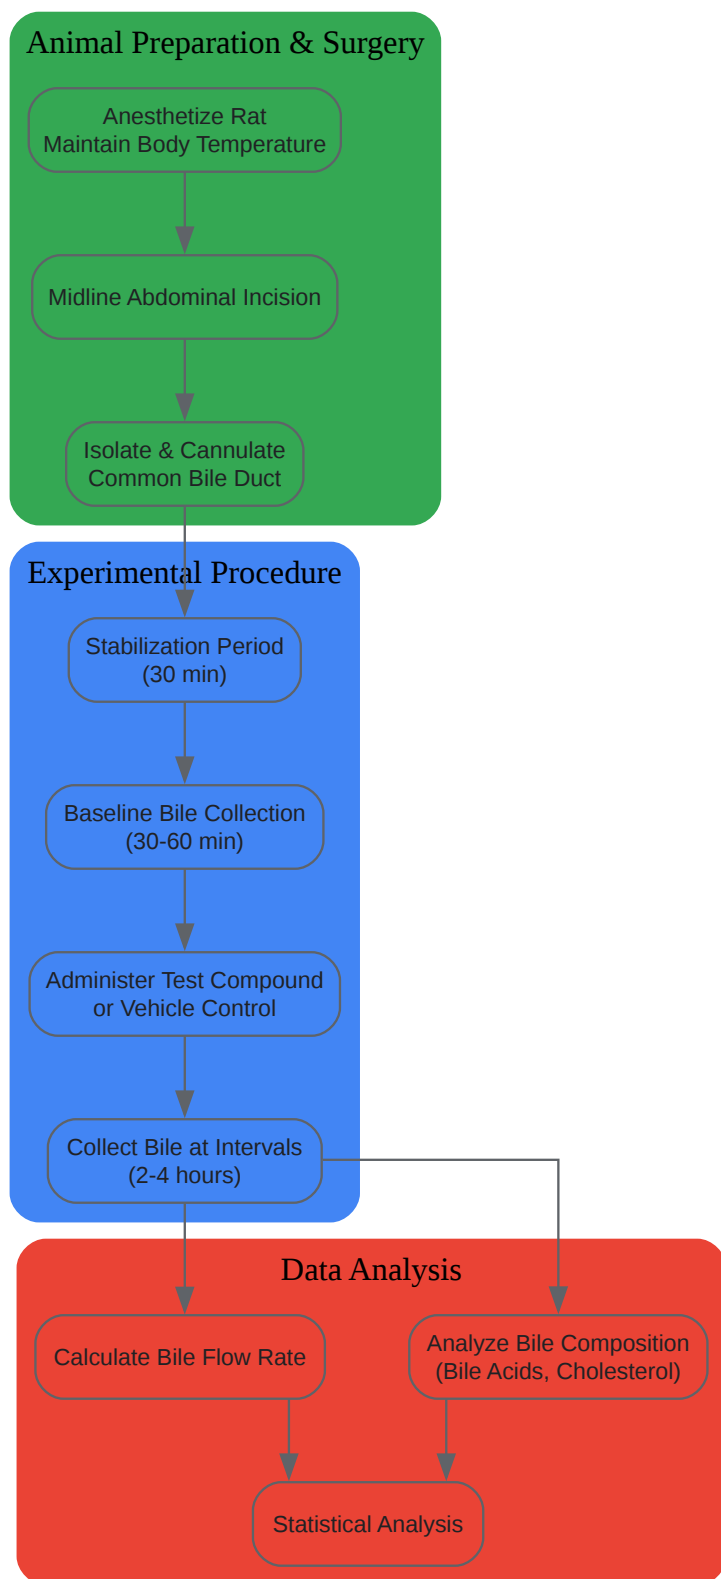 Animal Preparation & Surgery
Anesthetize Rat
Maintain Body Temperature
Midline Abdominal Incision
Isolate & Cannulate
Common Bile Duct
Experimental Procedure
Stabilization Period
(30 min)
Baseline Bile Collection
(30-60 min)
Administer Test Compound
or Vehicle Control
Collect Bile at Intervals
(2-4 hours)
Data Analysis
Calculate Bile Flow Rate
Analyze Bile Composition
(Bile Acids, Cholesterol)
Statistical Analysis